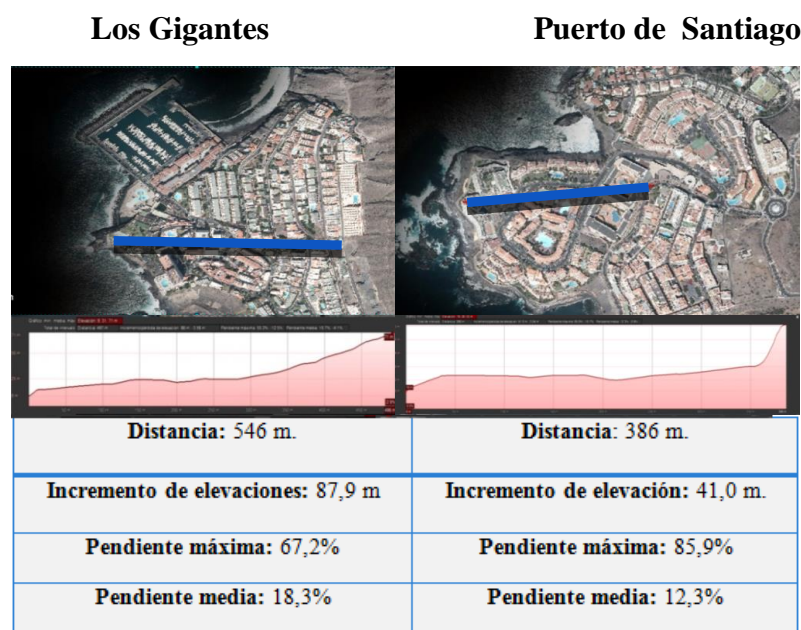 Los Gigantes
Puerto de Santiago
Distancia: 546 m.
Distancia: 386 m.
Incremento de elevaciones: 87,9 m
Incremento de elevación: 41,0 m.
Pendiente máxima: 67,2%
Pendiente máxima: 85,9%
Pendiente media: 18,3%
Pendiente media: 12,3%